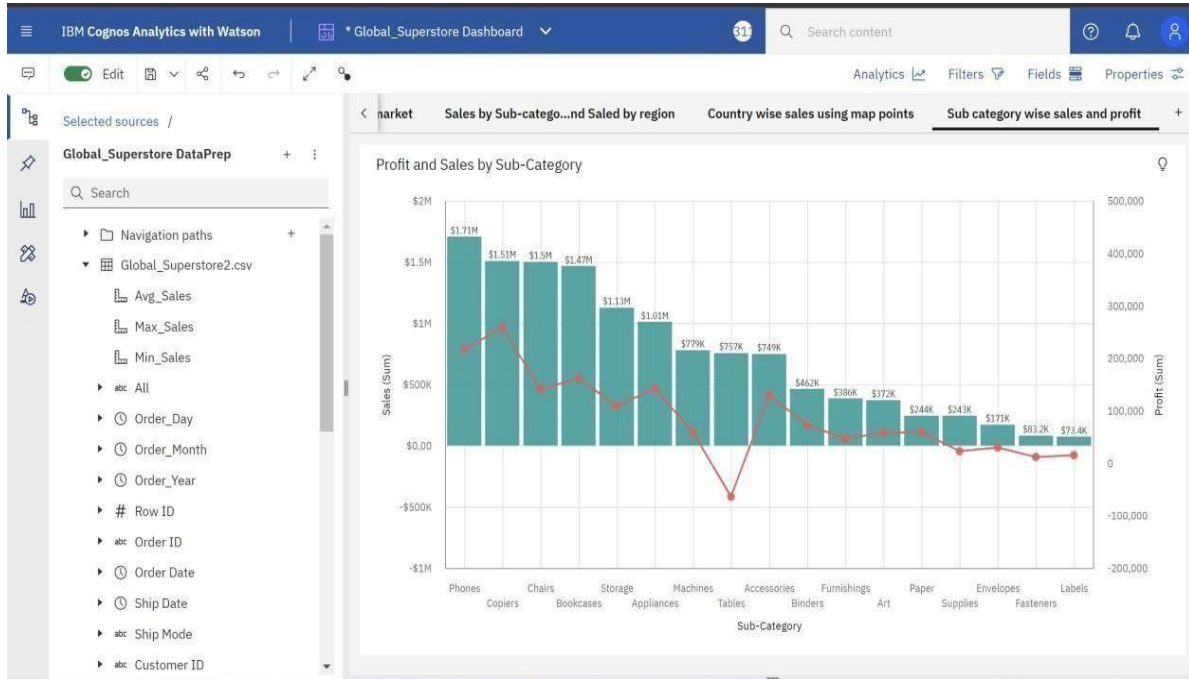 IBM Cognos Analytics with Watson
* Global_Superstore Dashboard
Search content
Edit
Analytics
Filters
Fields
Properties
Selected sources /
Global_Superstore DataPrep
Search
Navigation paths
Global_Superstore2.csv
Avg_Sales
Max_Sales
Min_Sales
abc All
Order_Day
Order_Month
Order_Year
# Row ID
abc Order ID
Order Date
Ship Date
abc Ship Mode
abc Customer ID
market
Sales by Sub-catego...nd Saled by region
Country wise sales using map points
Sub category wise sales and profit
Profit and Sales by Sub-Category
Sales (Sum)
$2M
$1.5M
$1M
$500K
$0.00
-$500K
-$1M
$1.71M
$1.51M
$1.5M
$1.47M
$1.13M
$1.01M
$779K
$757K
$749K
$462K
$386K
$372K
$244K
$243K
$171K
$83.2K
$73.4K
500,000
400,000
300,000
200,000
100,000
0
-100,000
-200,000
Profit (Sum)
Phones
Copiers
Chairs
Bookcases
Storage
Appliances
Machines
Tables
Accessories
Binders
Furnishings
Art
Paper
Supplies
Envelopes
Fasteners
Labels
Sub-Category